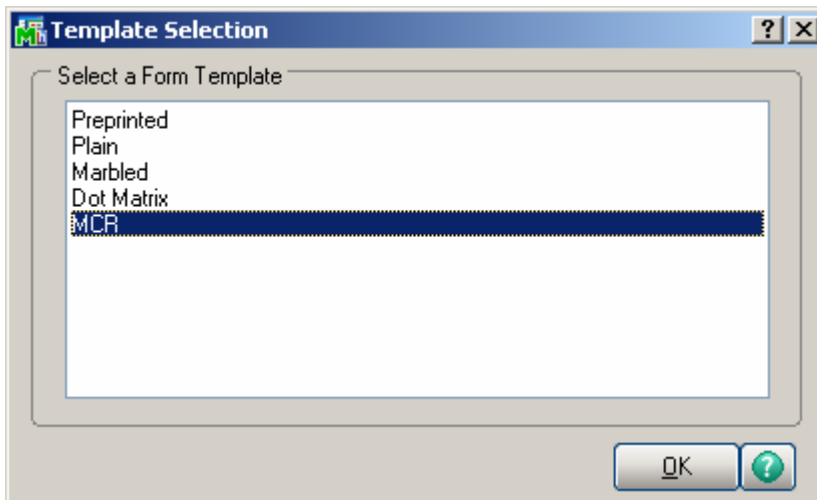 Template Selection
Select a Form Template
Preprinted
Plain
Marbled
Dot Matrix
MCR
OK